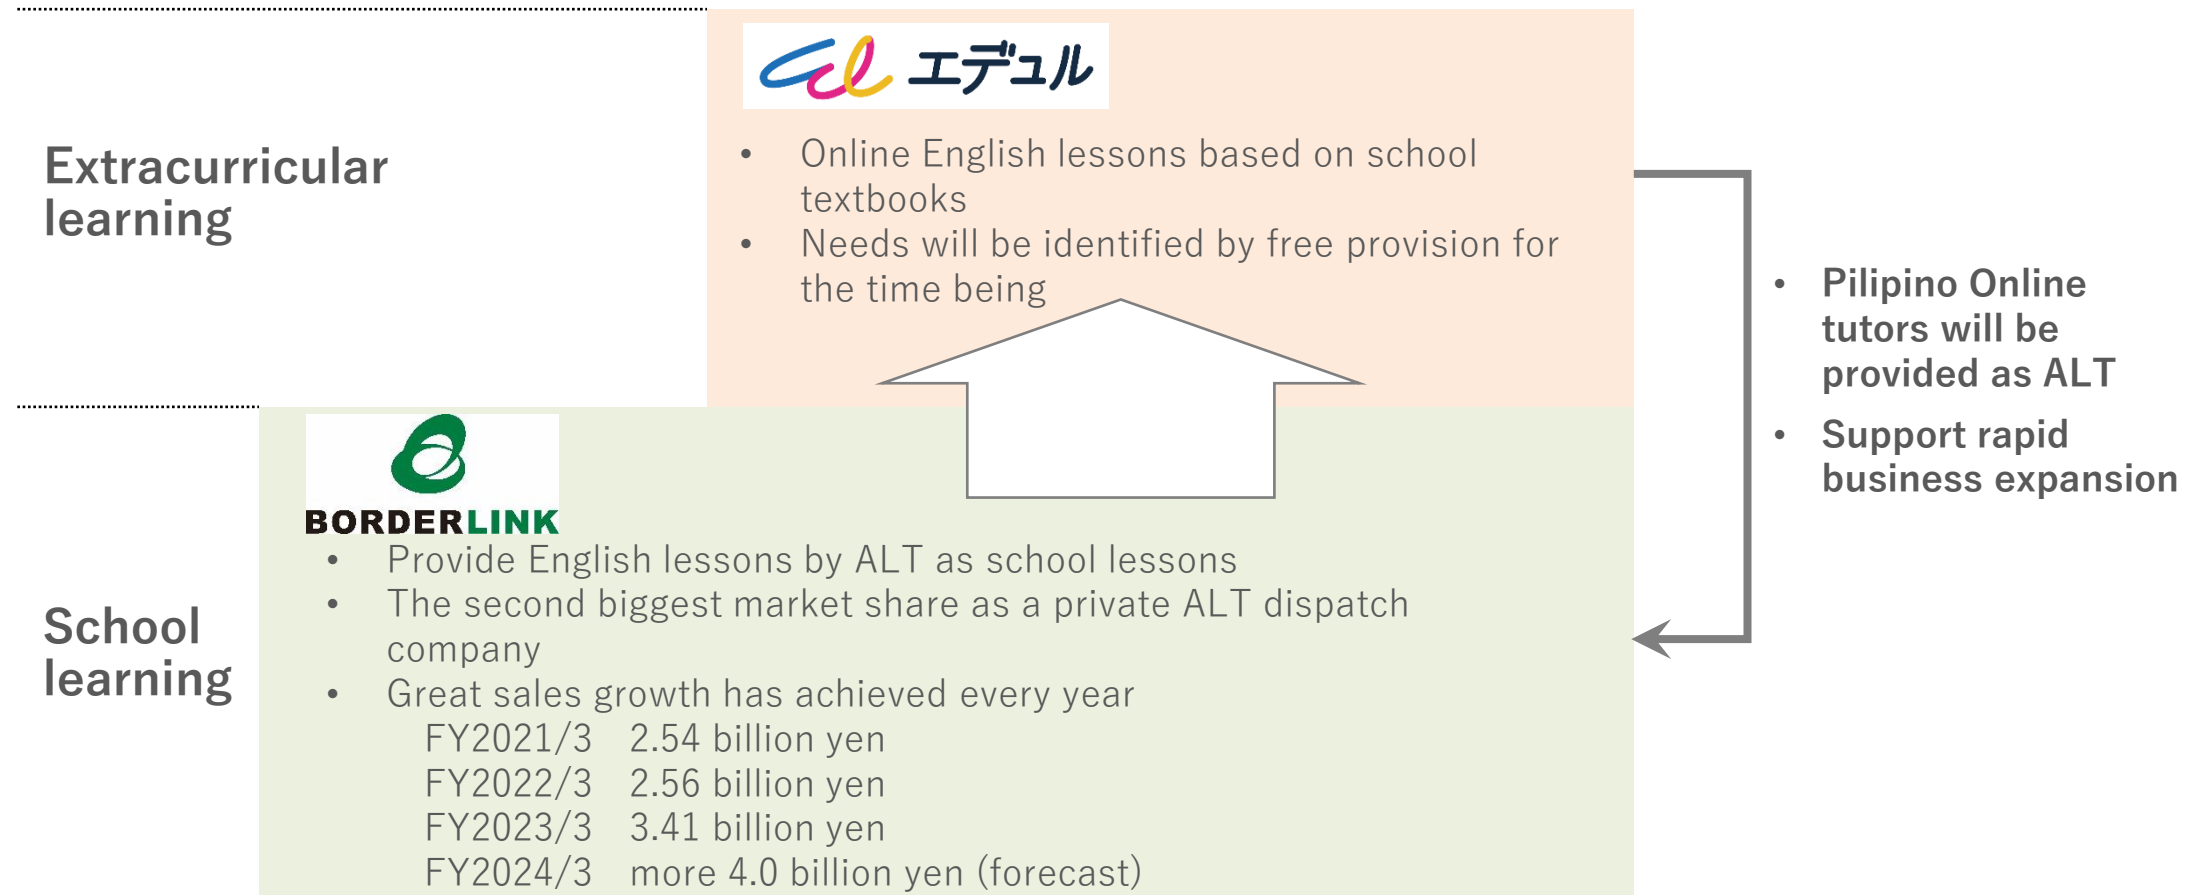 エデュル
Extracurricular
learning
• Online English lessons based on school
textbooks
• Needs will be identified by free provision for
the time being
• Pilipino Online
tutors will be
provided as ALT
• Support rapid
business expansion
BORDERLINK
School
learning
• Provide English lessons by ALT as school lessons
• The second biggest market share as a private ALT dispatch
company
• Great sales growth has achieved every year
FY2021/3 2.54 billion yen
FY2022/3 2.56 billion yen
FY2023/3 3.41 billion yen
FY2024/3 more 4.0 billion yen (forecast)